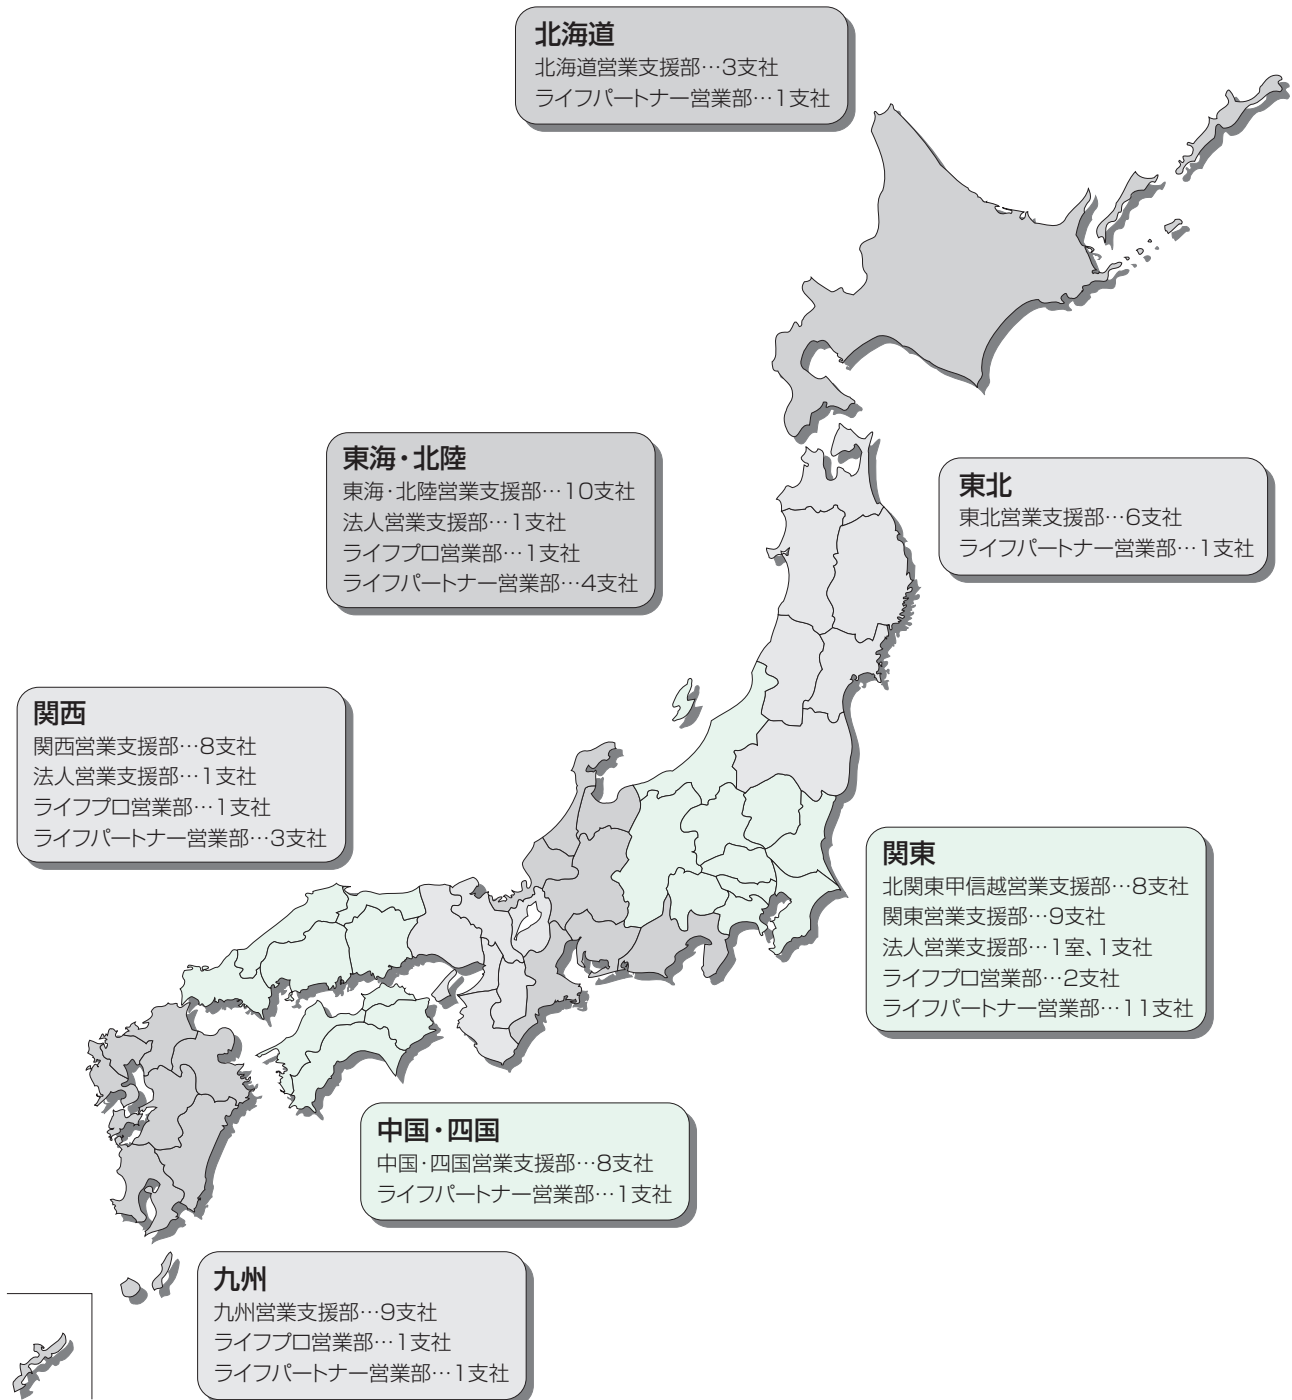 北海道
北海道営業支援部…3支社
ライフパートナー営業部…1支社
東海・北陸
東海・北陸営業支援部…10支社
法人営業支援部…1支社
ライフプロ営業部…1支社
ライフパートナー営業部…4支社
東北
東北営業支援部…6支社
ライフパートナー営業部…1支社
関西
関西営業支援部…8支社
法人営業支援部…1支社
ライフプロ営業部…1支社
ライフパートナー営業部…3支社
関東
北関東甲信越営業支援部…8支社
関東営業支援部…9支社
法人営業支援部…1室、1支社
ライフプロ営業部…2支社
ライフパートナー営業部…11支社
中国・四国
中国・四国営業支援部…8支社
ライフパートナー営業部…1支社
九州
九州営業支援部…9支社
ライフプロ営業部…1支社
ライフパートナー営業部…1支社